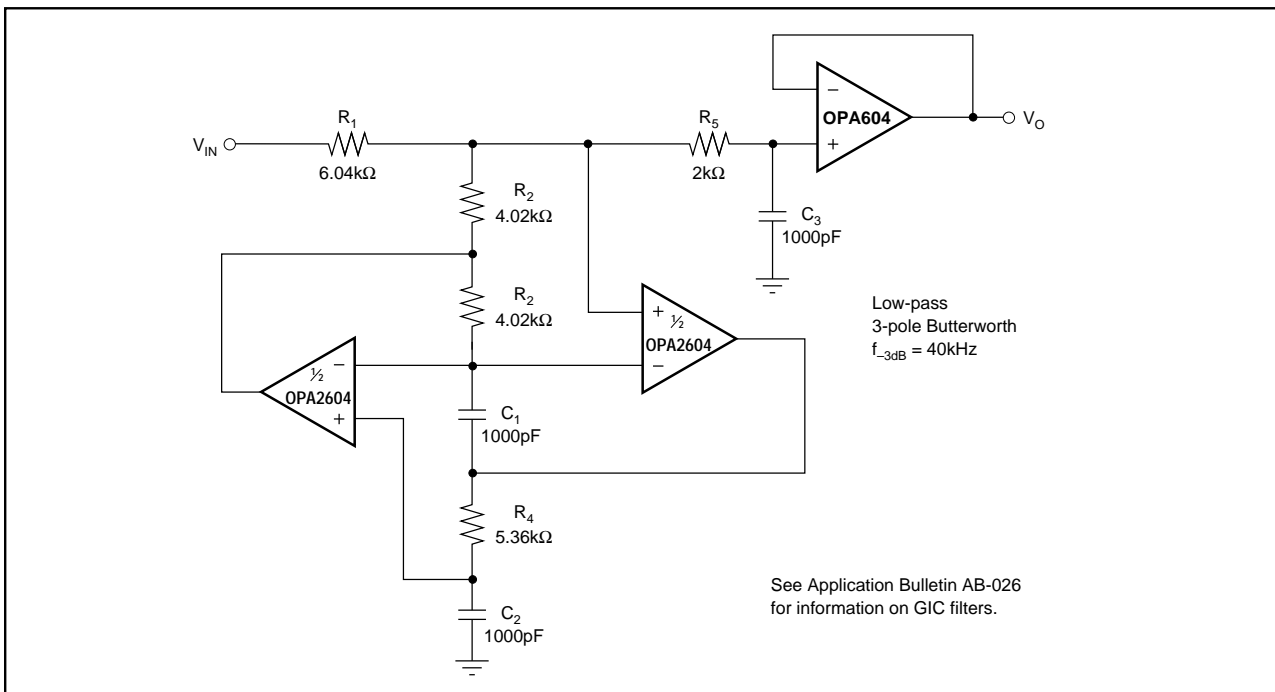 −
OPA604
+
V_O
R₁
V_IN
6.04kΩ
R₅
2kΩ
R₂
4.02kΩ
C₃
1000pF
R₂
4.02kΩ
+
½
OPA2604
−
Low-pass
3-pole Butterworth
f₋₃dB = 40kHz
½
−
OPA2604
+
C₁
1000pF
R₄
5.36kΩ
C₂
1000pF
See Application Bulletin AB-026
for information on GIC filters.